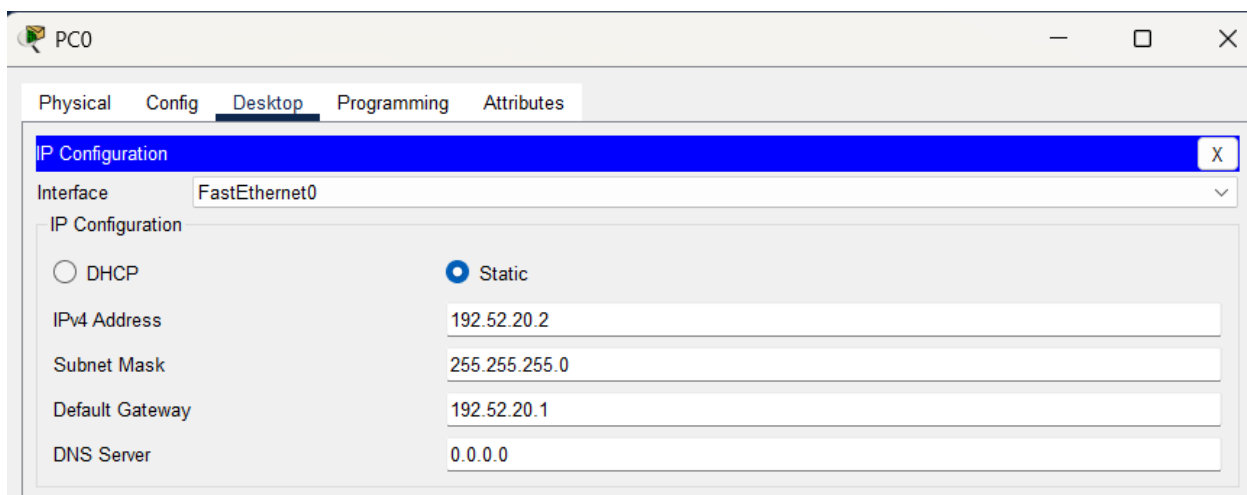 PC0
Physical Config Desktop Programming Attributes
IP Configuration X
Interface FastEthernet0
IP Configuration
DHCP Static
IPv4 Address 192.52.20.2
Subnet Mask 255.255.255.0
Default Gateway 192.52.20.1
DNS Server 0.0.0.0